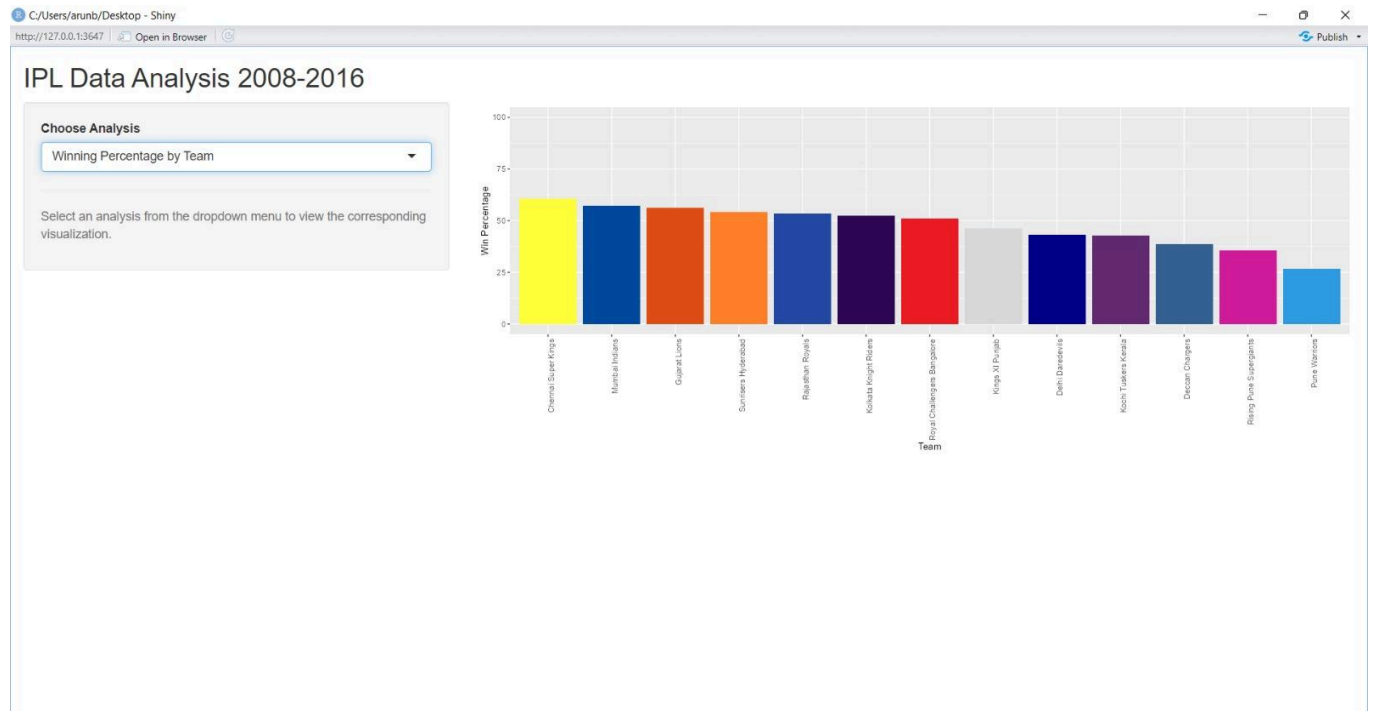 C:/Users/arunb/Desktop - Shiny
http://127.0.0.1:3647 Open in Browser Publish
IPL Data Analysis 2008-2016
Choose Analysis
Winning Percentage by Team
Select an analysis from the dropdown menu to view the corresponding
visualization.
Win Percentage
100
75
50
25
0
Chennai Super Kings
Mumbai Indians
Gujarat Lions
Sunrisers Hyderabad
Rajasthan Royals
Kolkata Knight Riders
Royal Challengers Bangalore
Kings XI Punjab
Delhi Daredevils
Kochi Tuskers Kerala
Deccan Chargers
Rising Pune Supergiants
Pune Warriors
Team